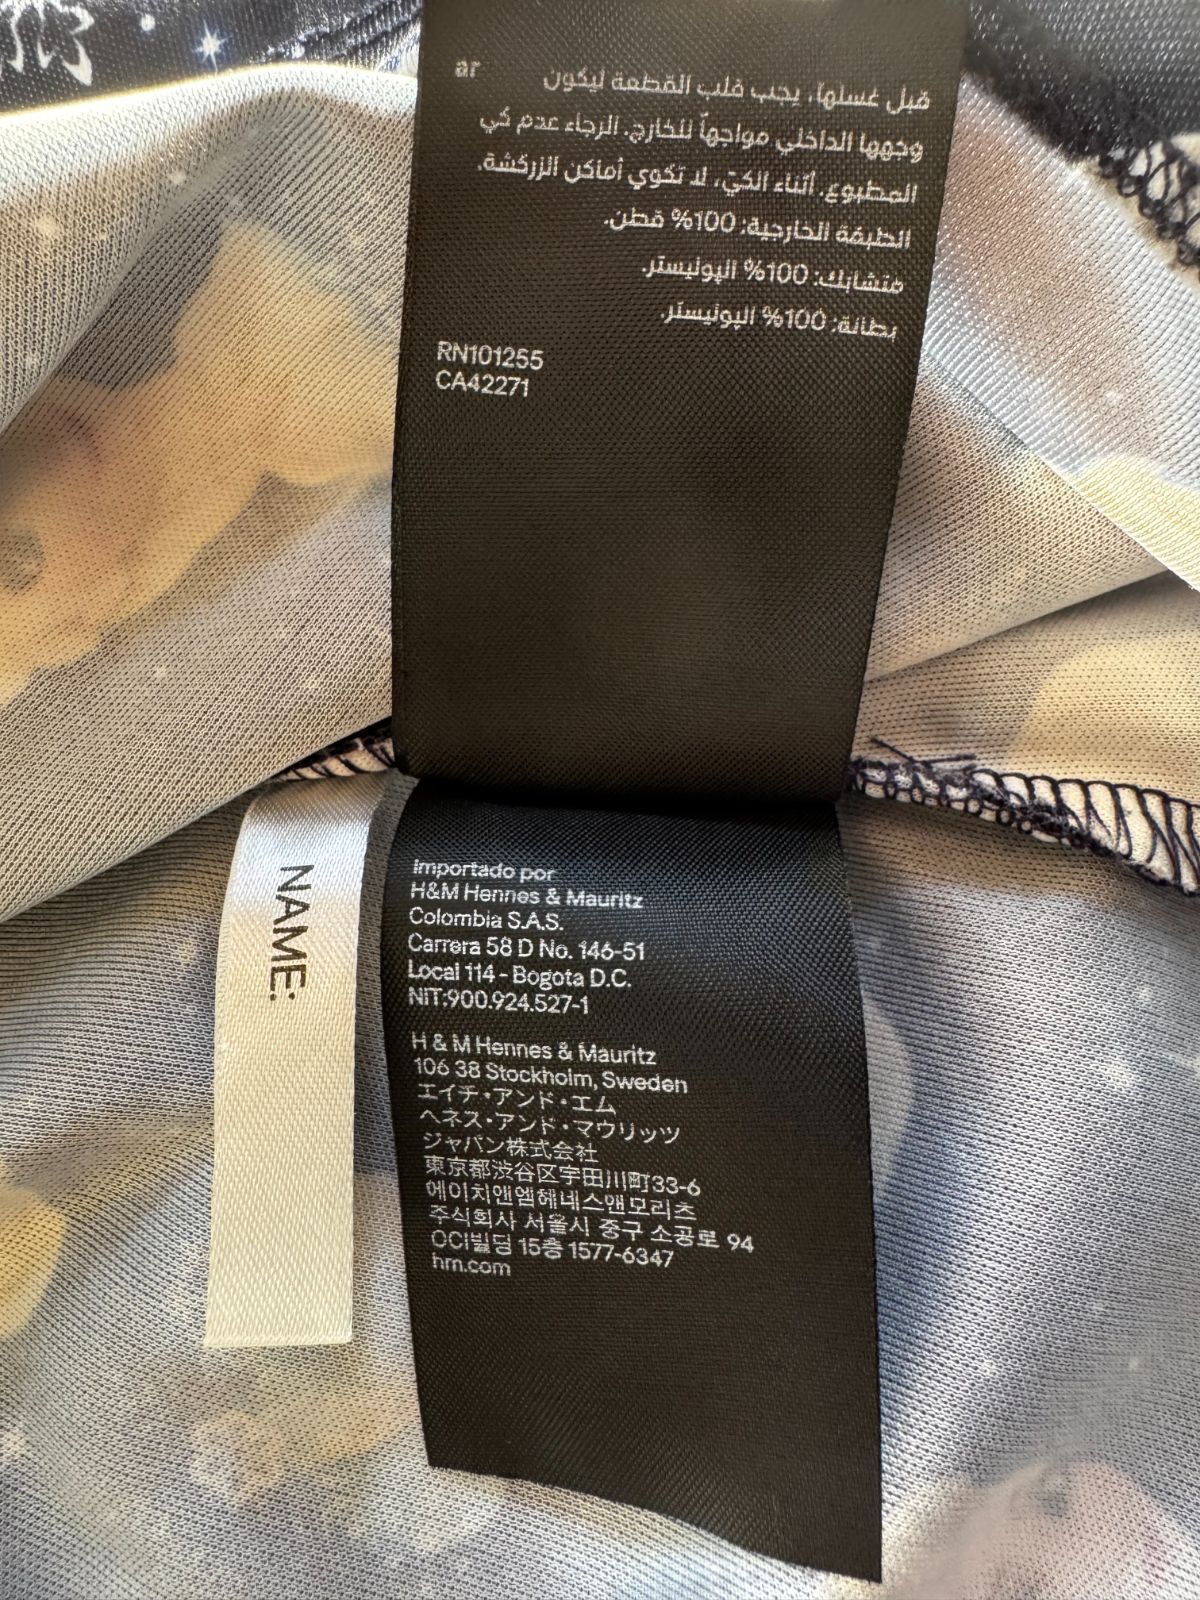 ar
قبل غسلها، يجب قلب القطعة ليكون
وجهها الداخلي مواجهاً للخارج. الرجاء عدم كي
المطبوع. أثناء الكيّ، لا تكوي أماكن الزركشة.
الطبقة الخارجية: 100% قطن.
متشابك: 100% البوليستر.
بطانة: 100% البوليستر.
RN101255
CA42271
NAME:
Importado por
H&M Hennes & Mauritz
Colombia S.A.S.
Carrera 58 D No. 146-51
Local 114 - Bogota D.C.
NIT:900.924.527-1
H & M Hennes & Mauritz
106 38 Stockholm, Sweden
エイチ・アンド・エム
ヘネス・アンド・マウリッツ
ジャパン株式会社
東京都渋谷区宇田川町33-6
에이치앤엠헤네스앤모리츠
주식회사 서울시 중구 소공로 94
OCI빌딩 15층 1577-6347
hm.com